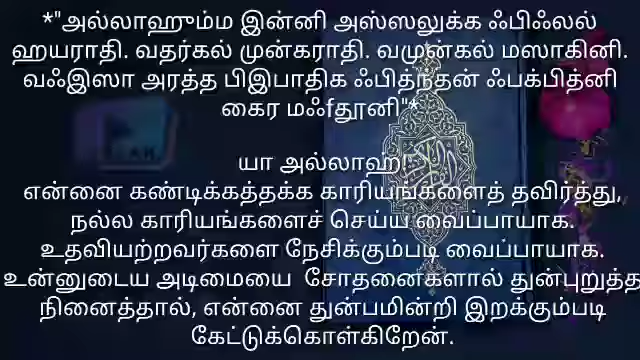 *"அல்லாஹும்ம இன்னி அஸ்ஸலுக்க ஃபிஃலல்
ஹயராதி. வதர்கல் முன்கராதி. வமுன்கல் மஸாகினி.
வஃஇஸா அரத்த பிஇபாதிக ஃபித்நதன் ஃபக்பித்னி
கைர மஃfதூனி"*
யா அல்லாஹ்!
என்னை கண்டிக்கத்தக்க காரியங்களைத் தவிர்த்து,
நல்ல காரியங்களைச் செய்ய வைப்பாயாக.
உதவியற்றவர்களை நேசிக்கும்படி வைப்பாயாக.
உன்னுடைய அடிமையை சோதனைகளால் துன்புறுத்த
நினைத்தால், என்னை துன்பமின்றி இறக்கும்படி
கேட்டுக்கொள்கிறேன்.